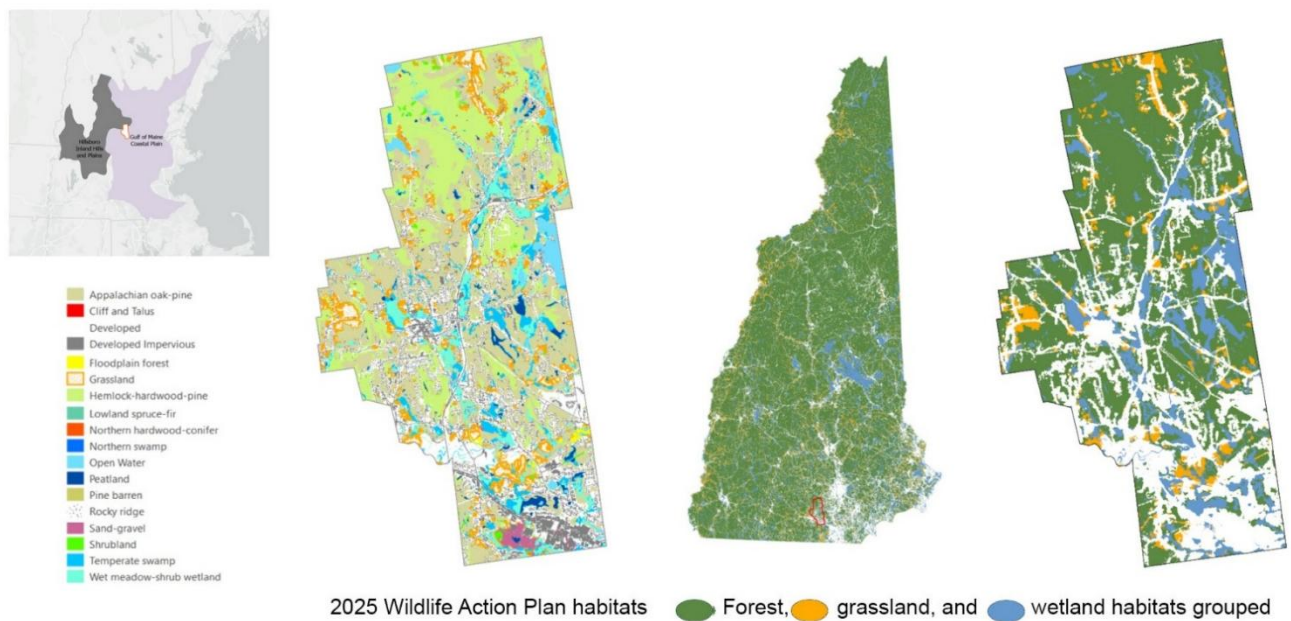 Hillsboro
Inland Hills
and Plains
Gulf of Maine
Coastal Plain
Appalachian oak-pine
Cliff and Talus
Developed
Developed Impervious
Floodplain forest
Grassland
Hemlock-hardwood-pine
Lowland spruce-fir
Northern hardwood-conifer
Northern swamp
Open Water
Peatland
Pine barren
Rocky ridge
Sand-gravel
Shrubland
Temperate swamp
Wet meadow-shrub wetland
2025 Wildlife Action Plan habitats Forest, grassland, and wetland habitats grouped